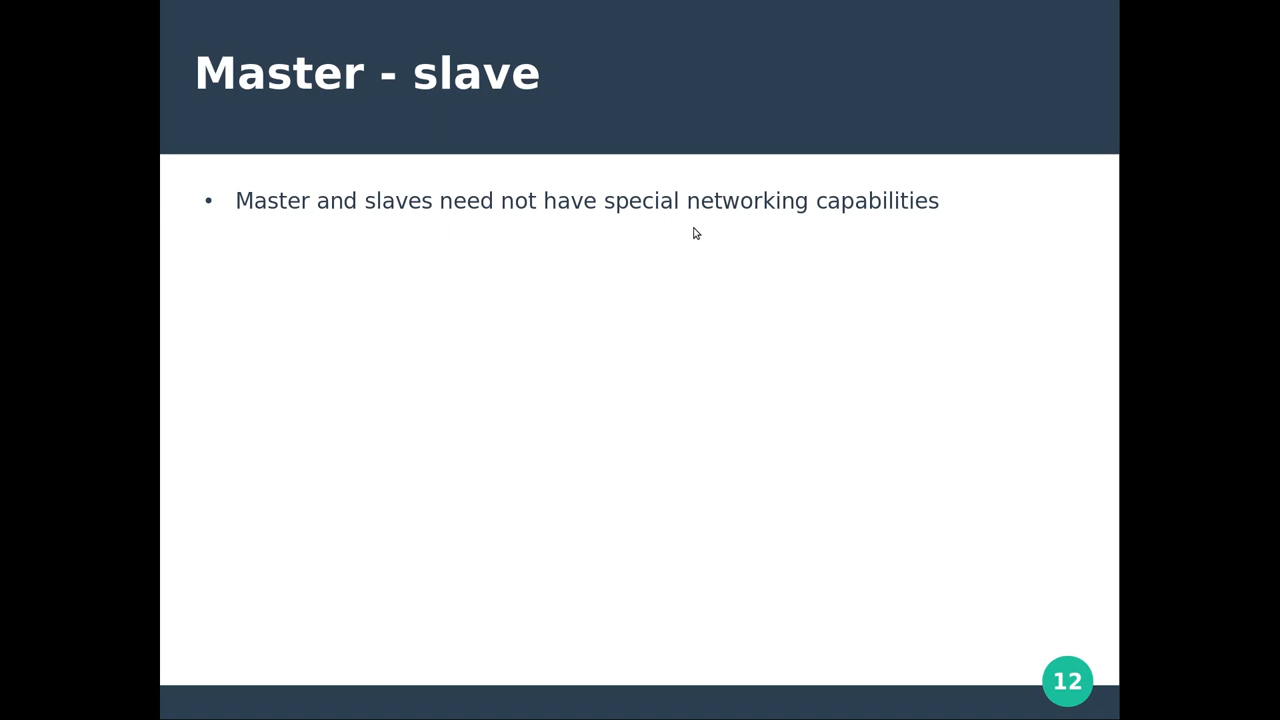 Master - slave
• Master and slaves need not have special networking capabilities
12